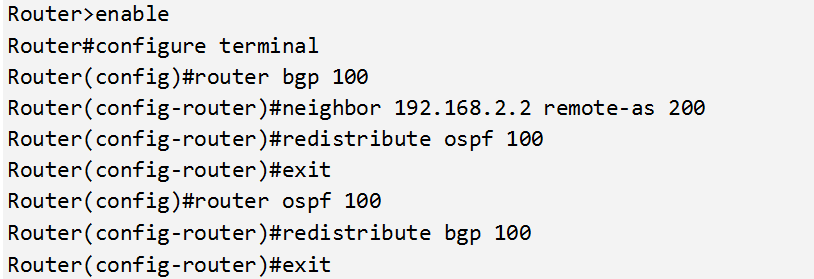 Router>enable
Router#configure terminal
Router(config)#router bgp 100
Router(config-router)#neighbor 192.168.2.2 remote-as 200
Router(config-router)#redistribute ospf 100
Router(config-router)#exit
Router(config)#router ospf 100
Router(config-router)#redistribute bgp 100
Router(config-router)#exit